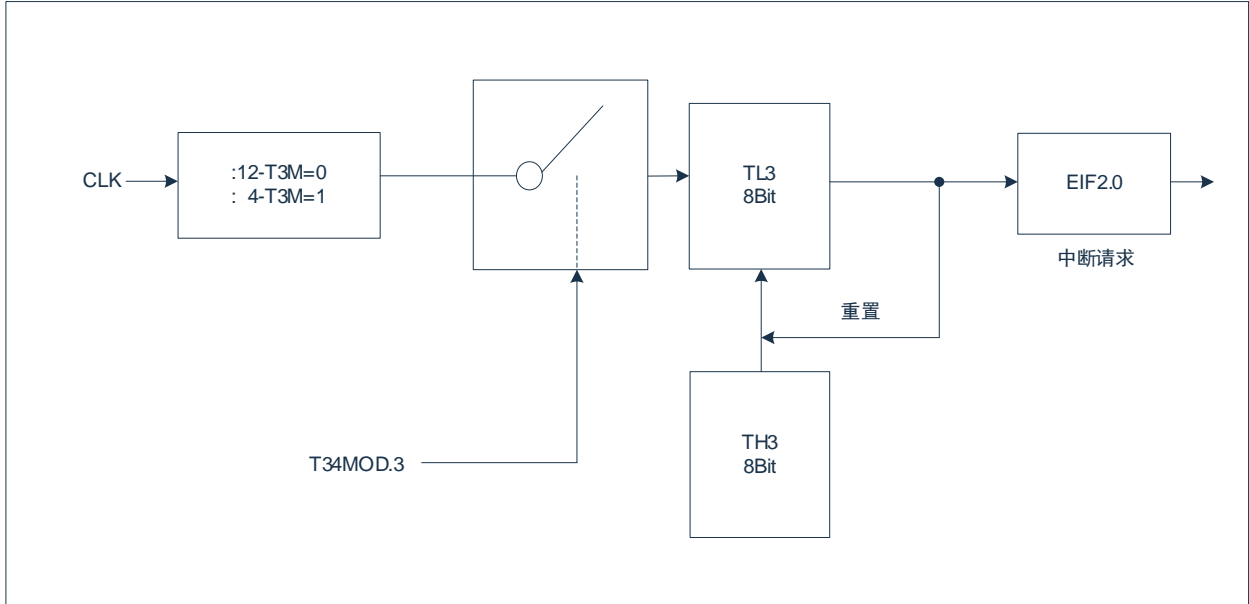 CLK
:12-T3M=0
: 4-T3M=1
TL3
8Bit
EIF2.0
中断请求
重置
TH3
8Bit
T34MOD.3